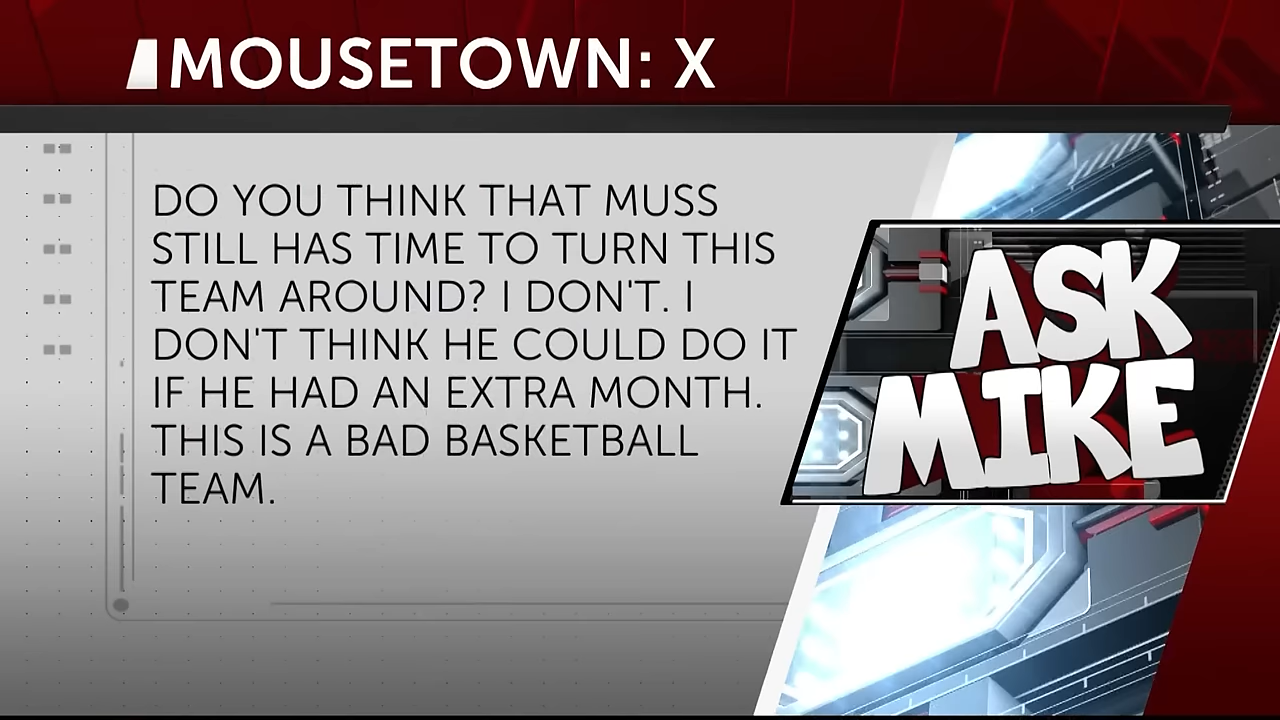 MOUSETOWN: X
DO YOU THINK THAT MUSS
STILL HAS TIME TO TURN THIS
TEAM AROUND? I DON'T. I
DON'T THINK HE COULD DO IT
IF HE HAD AN EXTRA MONTH.
THIS IS A BAD BASKETBALL
TEAM.
ASK
MIKE